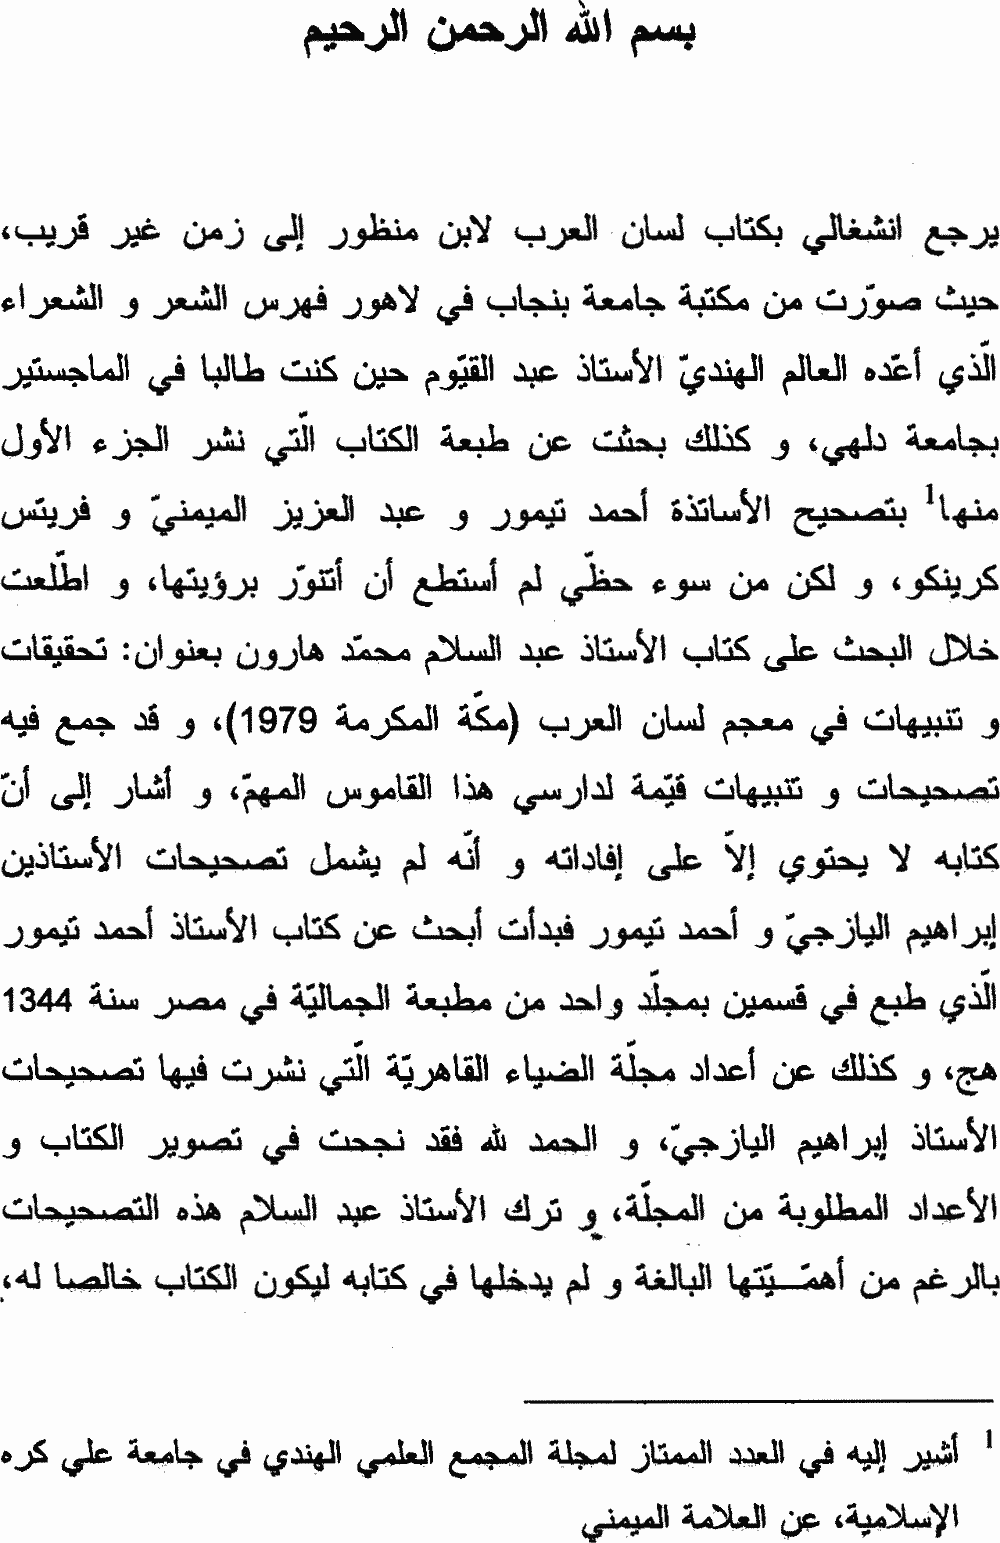 بسم الله الرحمن الرحيم
يرجع انشغالي بكتاب لسان العرب لابن منظور إلى زمن غير قريب،
حيث صوّرت من مكتبة جامعة بنجاب في لاهور فهرس الشعر و الشعراء
الّذي أعّده العالم الهنديّ الأستاذ عبد القيّوم حين كنت طالبا في الماجستير
بجامعة دلهي، و كذلك بحثت عن طبعة الكتاب الّتي نشر الجزء الأول
منها1 بتصحيح الأساتذة أحمد تيمور و عبد العزيز الميمنيّ و فريتس
كرينكو، و لكن من سوء حظّي لم أستطع أن أتنوّر برؤيتها، و اطّلعت
خلال البحث على كتاب الأستاذ عبد السلام محمّد هارون بعنوان: تحقيقات
و تنبيهات في معجم لسان العرب (مكّة المكرمة 1979)، و قد جمع فيه
تصحيحات و تنبيهات قيّمة لدارسي هذا القاموس المهمّ، و أشار إلى أنّ
كتابه لا يحتوي إلاّ على إفاداته و أنّه لم يشمل تصحيحات الأستاذين
إبراهيم اليازجيّ و أحمد تيمور فبدأت أبحث عن كتاب الأستاذ أحمد تيمور
الّذي طبع في قسمين بمجلّد واحد من مطبعة الجماليّة في مصر سنة 1344
هج، و كذلك عن أعداد مجلّة الضياء القاهريّة الّتي نشرت فيها تصحيحات
الأستاذ إبراهيم اليازجيّ، و الحمد لله فقد نجحت في تصوير الكتاب و
الأعداد المطلوبة من المجلّة، و ترك الأستاذ عبد السلام هذه التصحيحات
بالرغم من أهمّـــيّتها البالغة و لم يدخلها في كتابه ليكون الكتاب خالصا له،
1 أشير إليه في العدد الممتاز لمجلة المجمع العلمي الهندي في جامعة علي كره
الإسلامية، عن العلامة الميمني